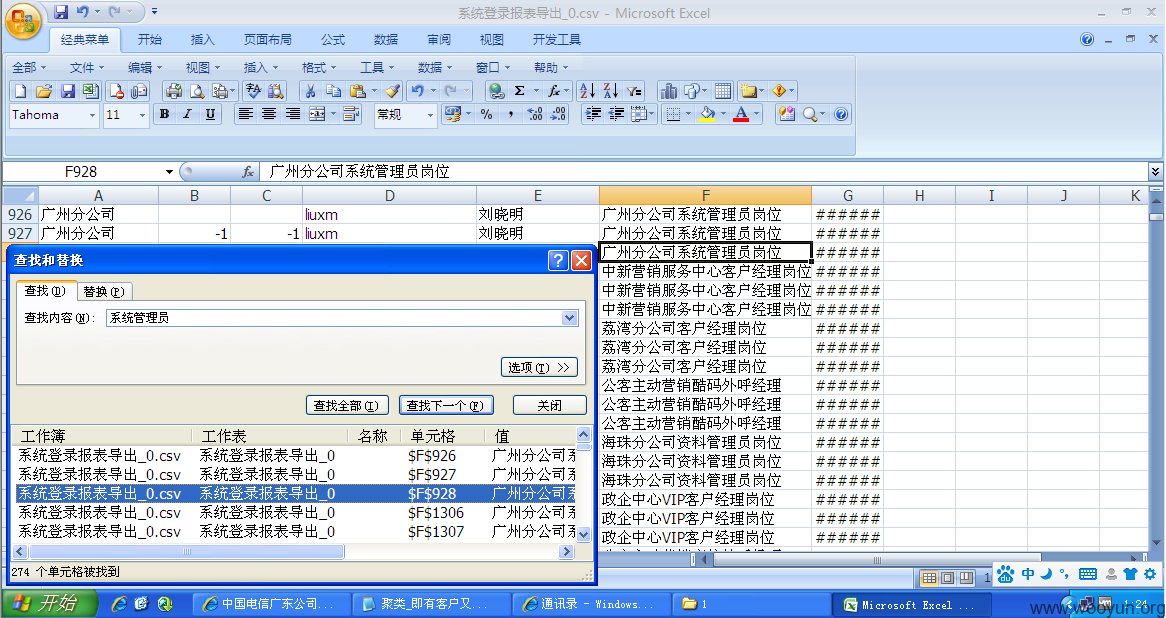 系统登录报表导出_0.csv - Microsoft Excel
经典菜单 开始 插入 页面布局 公式 数据 审阅 视图 开发工具
全部 文件 编辑 视图 插入 格式 工具 数据 窗口 帮助
Tahoma 11 B I U 常规 % ,
F928 fx 广州分公司系统管理员岗位
A B C D E F G H I J K
926 广州分公司 liuxm 刘晓明 广州分公司系统管理员岗位 ######
927 广州分公司 -1 -1 liuxm 刘晓明 广州分公司系统管理员岗位 ######
广州分公司系统管理员岗位 ######
中新营销服务中心客户经理岗位 ######
中新营销服务中心客户经理岗位 ######
中新营销服务中心客户经理岗位 ######
荔湾分公司客户经理岗位 ######
荔湾分公司客户经理岗位 ######
荔湾分公司客户经理岗位 ######
公客主动营销酷码外呼经理 ######
公客主动营销酷码外呼经理 ######
公客主动营销酷码外呼经理 ######
海珠分公司资料管理员岗位 ######
海珠分公司资料管理员岗位 ######
海珠分公司资料管理员岗位 ######
政企中心VIP客户经理岗位 ######
政企中心VIP客户经理岗位 ######
政企中心VIP客户经理岗位 ######
查找和替换
查找(D) 替换(P)
查找内容(N): 系统管理员
选项(T) >>
查找全部(I) 查找下一个(F) 关闭
工作簿 工作表 名称 单元格 值
系统登录报表导出_0.csv 系统登录报表导出_0 $F$926 广州分公司系
系统登录报表导出_0.csv 系统登录报表导出_0 $F$927 广州分公司系
系统登录报表导出_0.csv 系统登录报表导出_0 $F$928 广州分公司系
系统登录报表导出_0.csv 系统登录报表导出_0 $F$1306 广州分公司系
系统登录报表导出_0.csv 系统登录报表导出_0 $F$1307 广州分公司系
274 个单元格被找到
中
开始 中国电信广东公司... 聚类_即有客户又... 通讯录 - Windows... 1 Microsoft Excel ... 1:24
www.wooyun.org